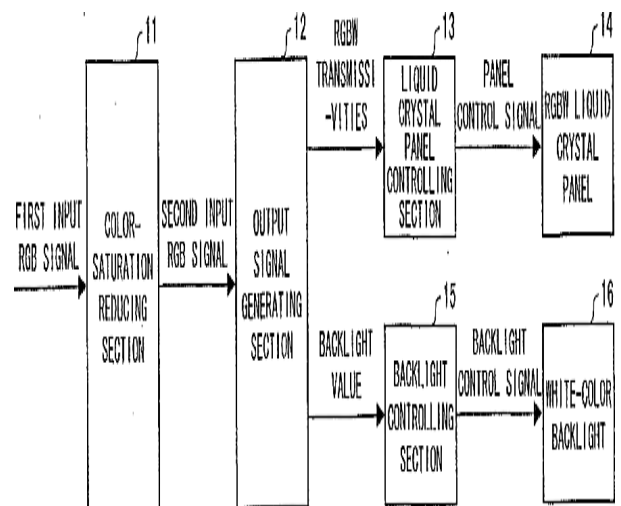 11
12
RGBW
TRANSMISSI
-VITIES
13
14
FIRST INPUT
RGB SIGNAL
COLOR-
SATURATION
REDUCING
SECTION
SECOND INPUT
RGB SIGNAL
OUTPUT
SIGNAL
GENERATING
SECTION
LIQUID
CRYSTAL
PANEL
CONTROLLING
SECTION
PANEL
CONTROL SIGNAL
RGBW LIQUID
CRYSTAL
PANEL
BACKLIGHT
VALUE
15
BACKLIGHT
CONTROLLING
SECTION
BACKLIGHT
CONTROL SIGNAL
16
WHITE-COLOR
BACKLIGHT